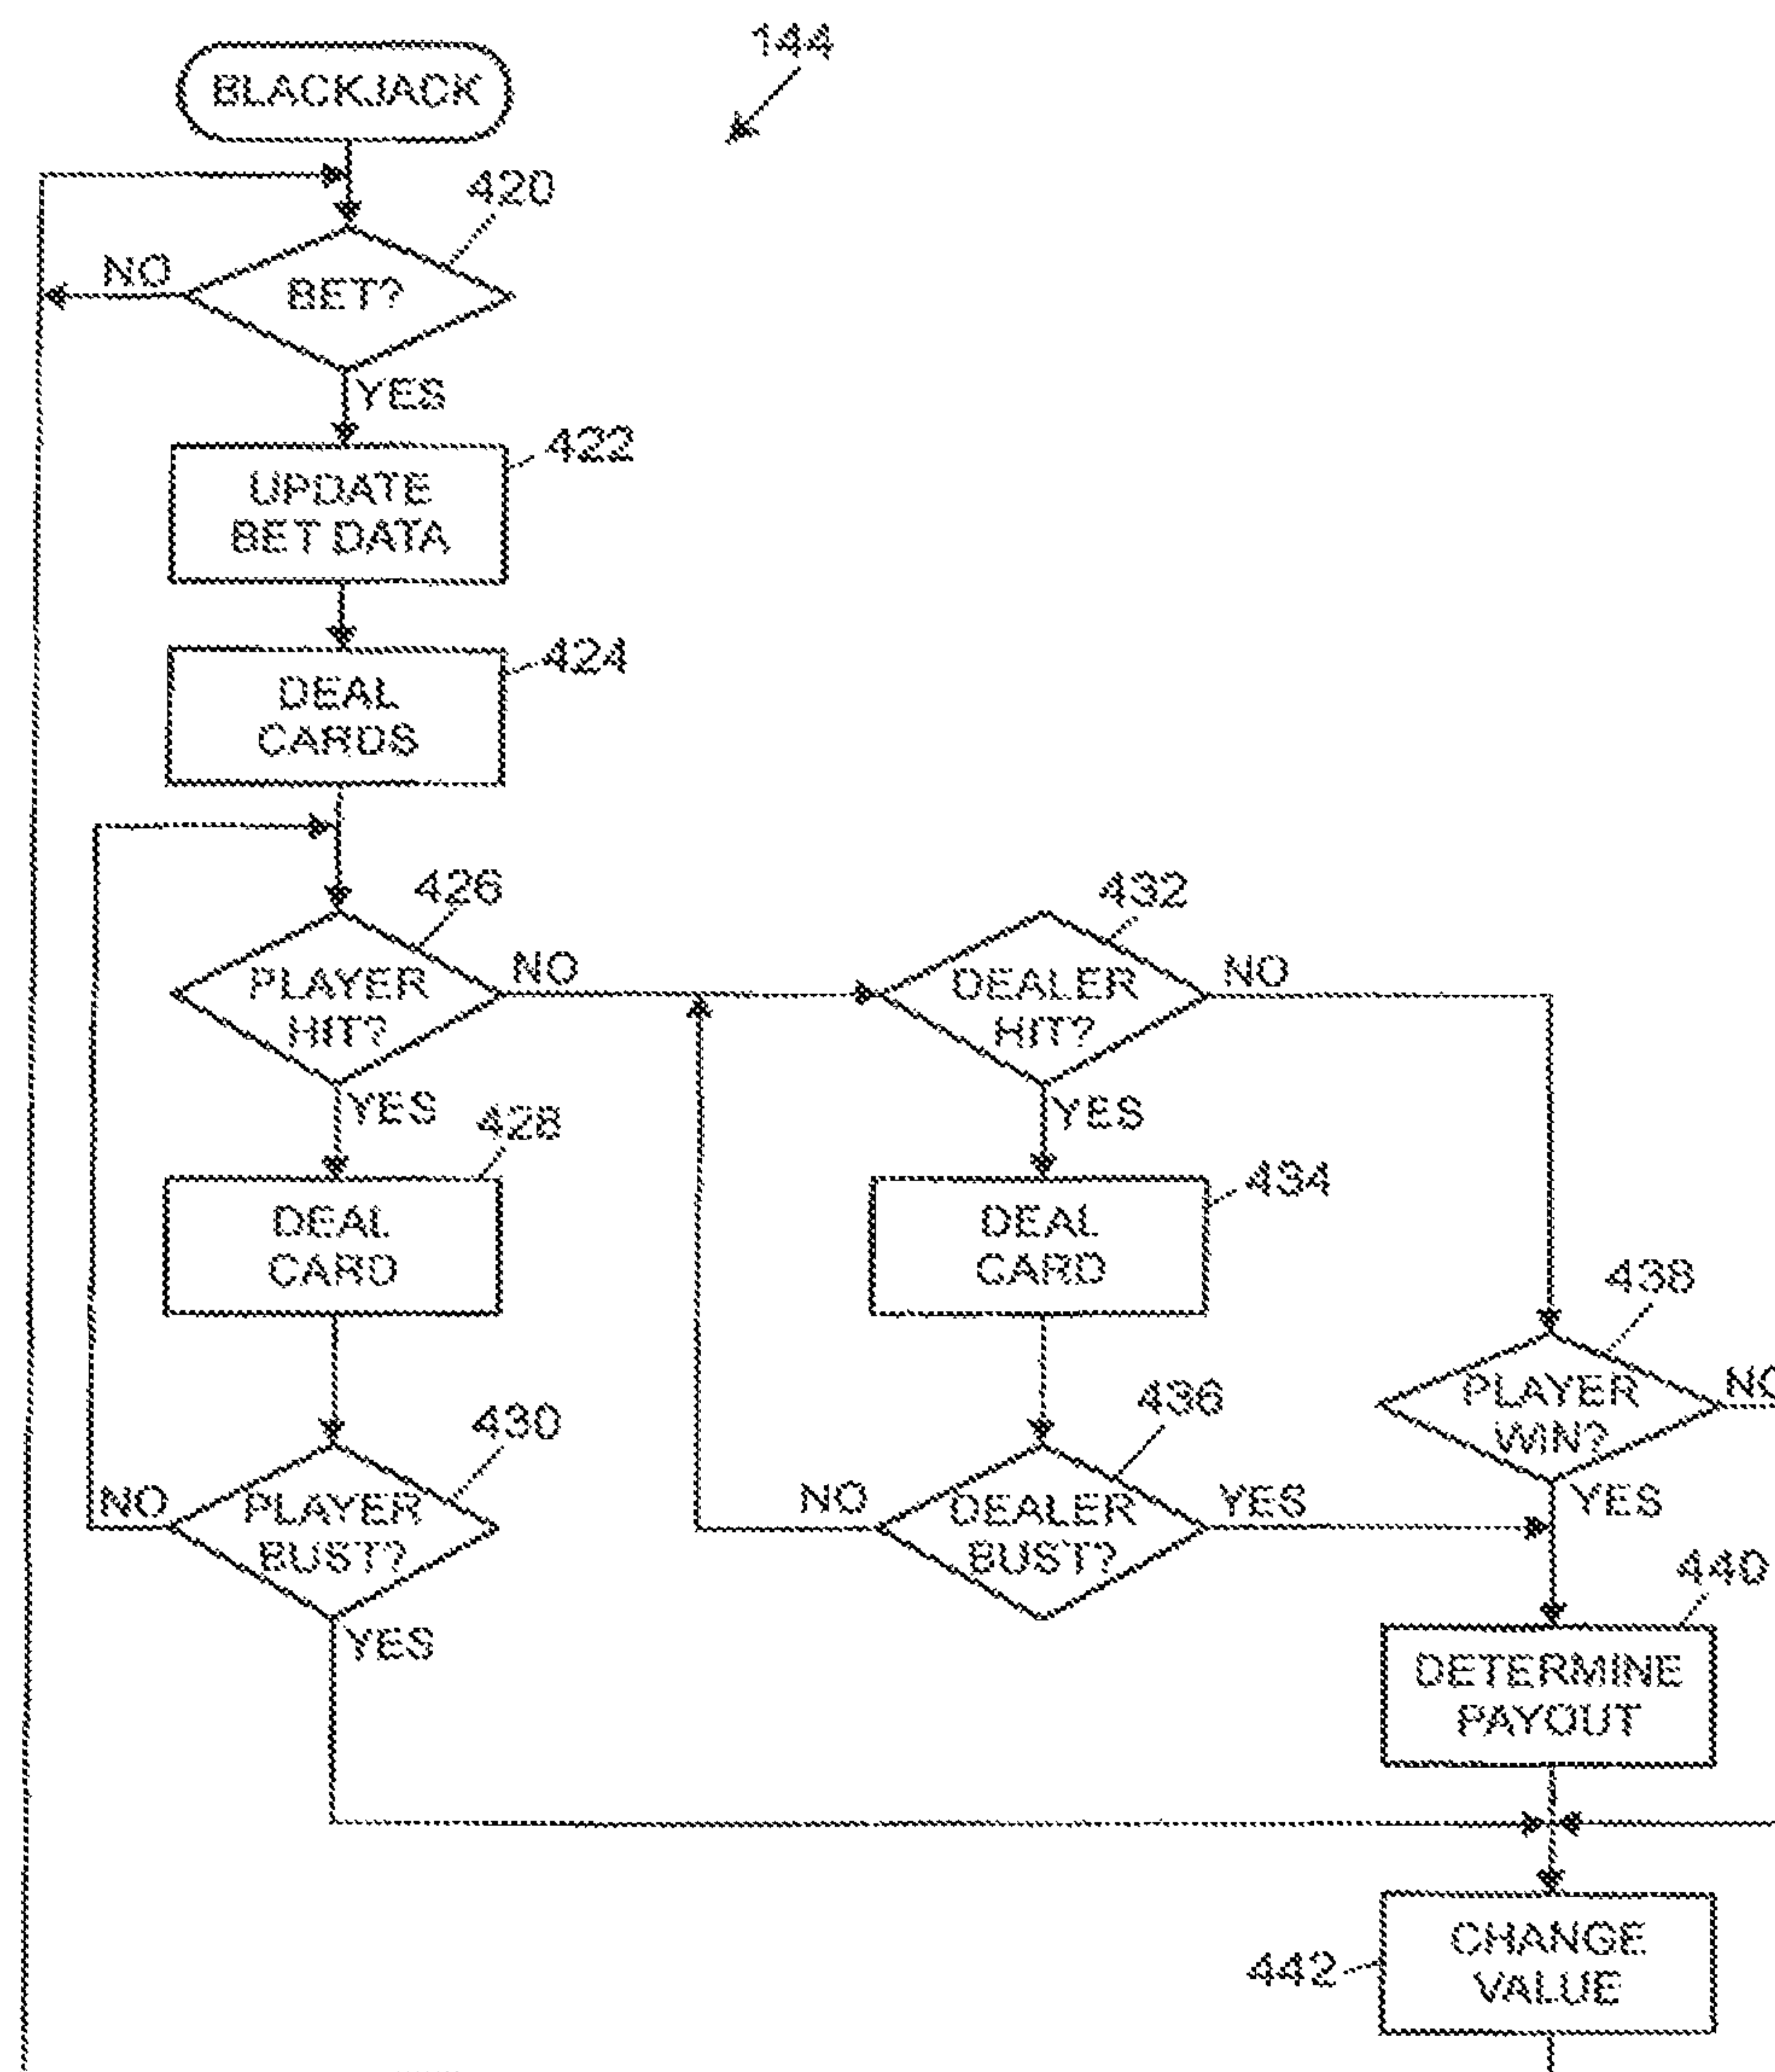 144
BLACKJACK
420
NO
BET?
YES
422
UPDATE
BET DATA
424
DEAL
CARDS
426
PLAYER
HIT?
NO
YES
432
DEALER
HIT?
NO
YES
428
DEAL
CARD
434
DEAL
CARD
438
PLAYER
WIN?
NO
YES
430
NO
PLAYER
BUST?
YES
436
NO
DEALER
BUST?
YES
440
DETERMINE
PAYOUT
442
CHANGE
VALUE